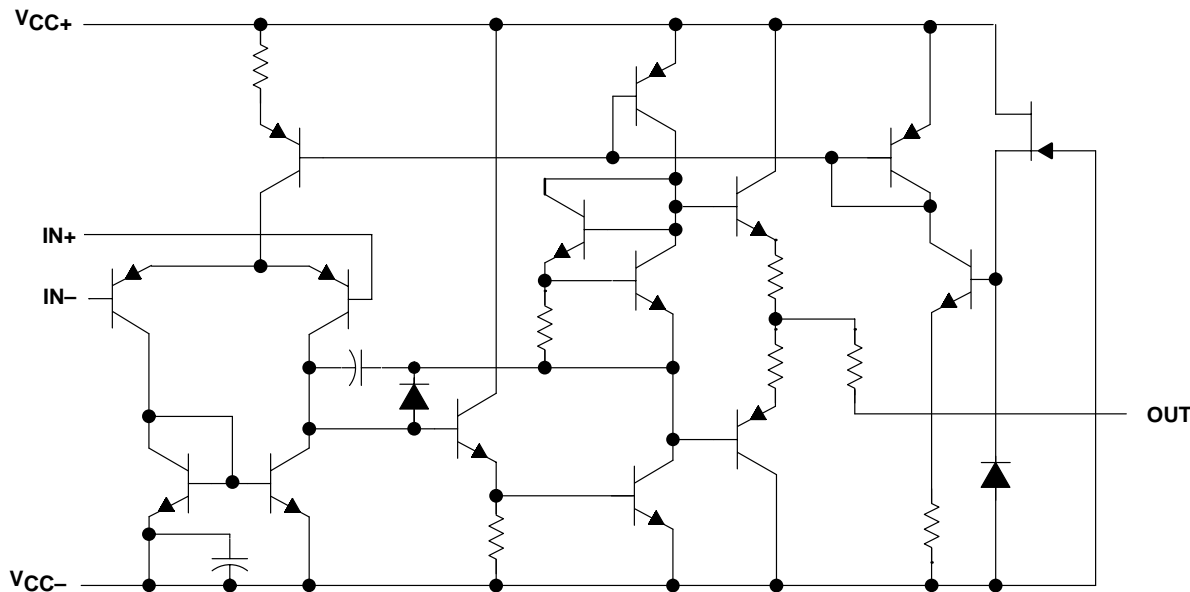 VCC+
IN+
IN–
OUT
VCC–